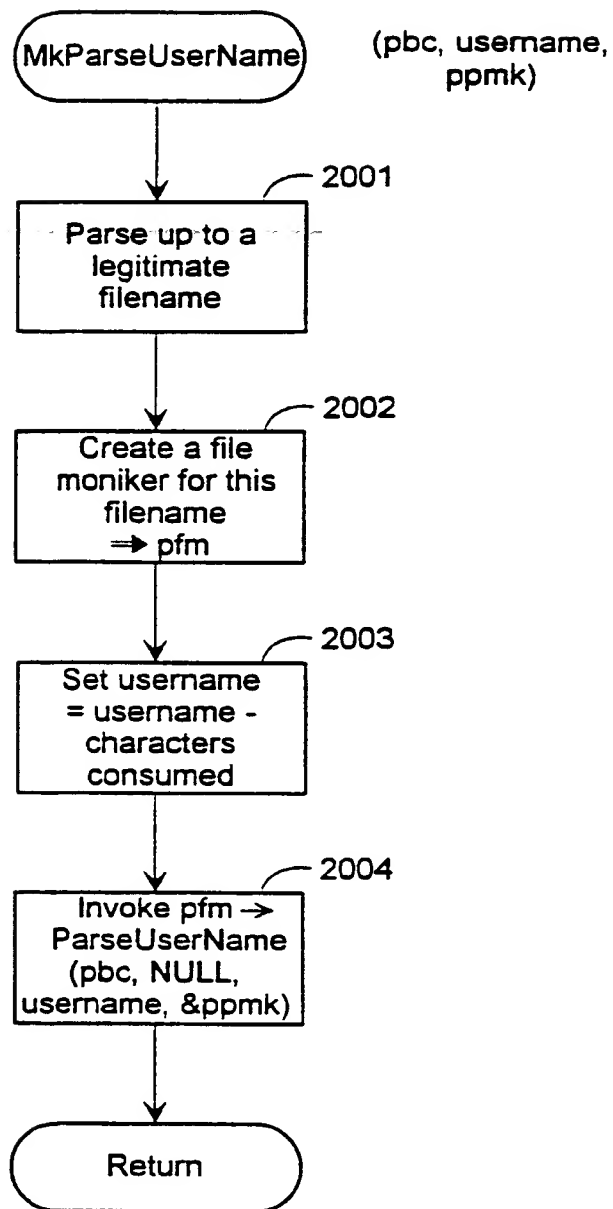 MkParseUserName
(pbc, username,
ppmk)
2001
Parse up to a
legitimate
filename
2002
Create a file
moniker for this
filename
⇒ pfm
2003
Set username
= username -
characters
consumed
2004
Invoke pfm →
ParseUserName
(pbc, NULL,
username, &ppmk)
Return